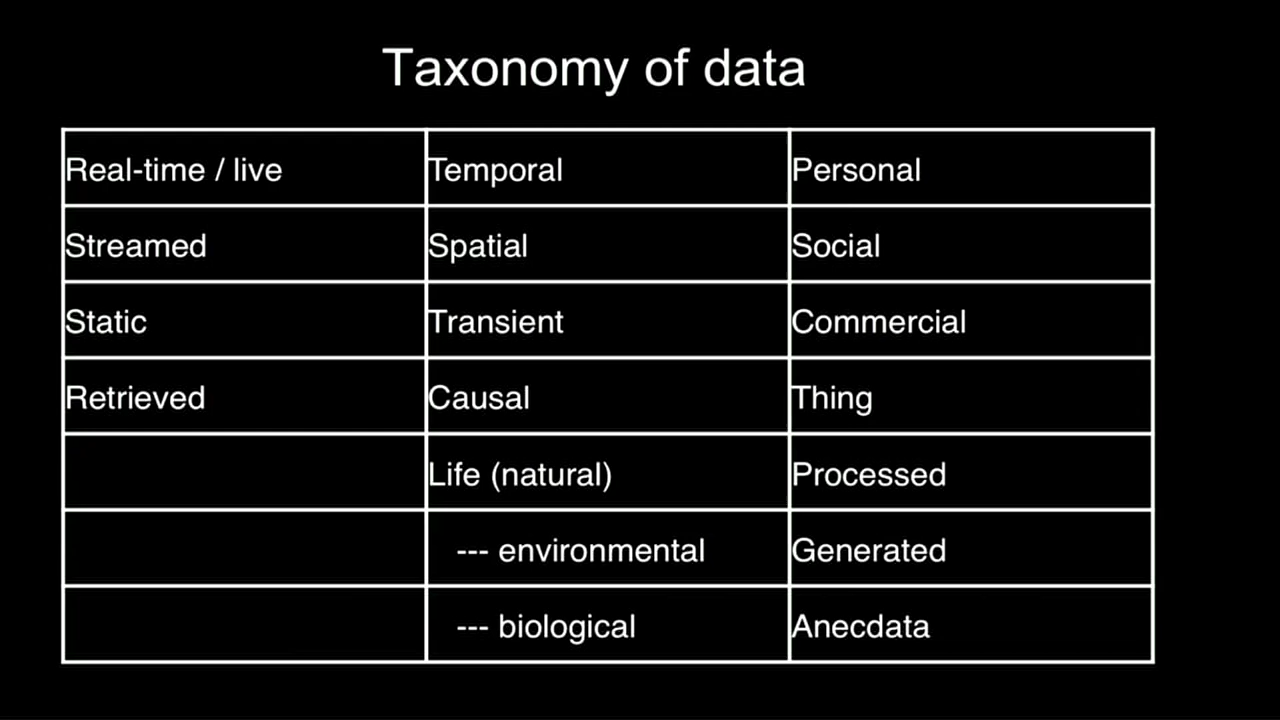 Taxonomy of data
Real-time / live Temporal Personal
Streamed Spatial Social
Static Transient Commercial
Retrieved Causal Thing
Life (natural) Processed
--- environmental Generated
--- biological Anecdata